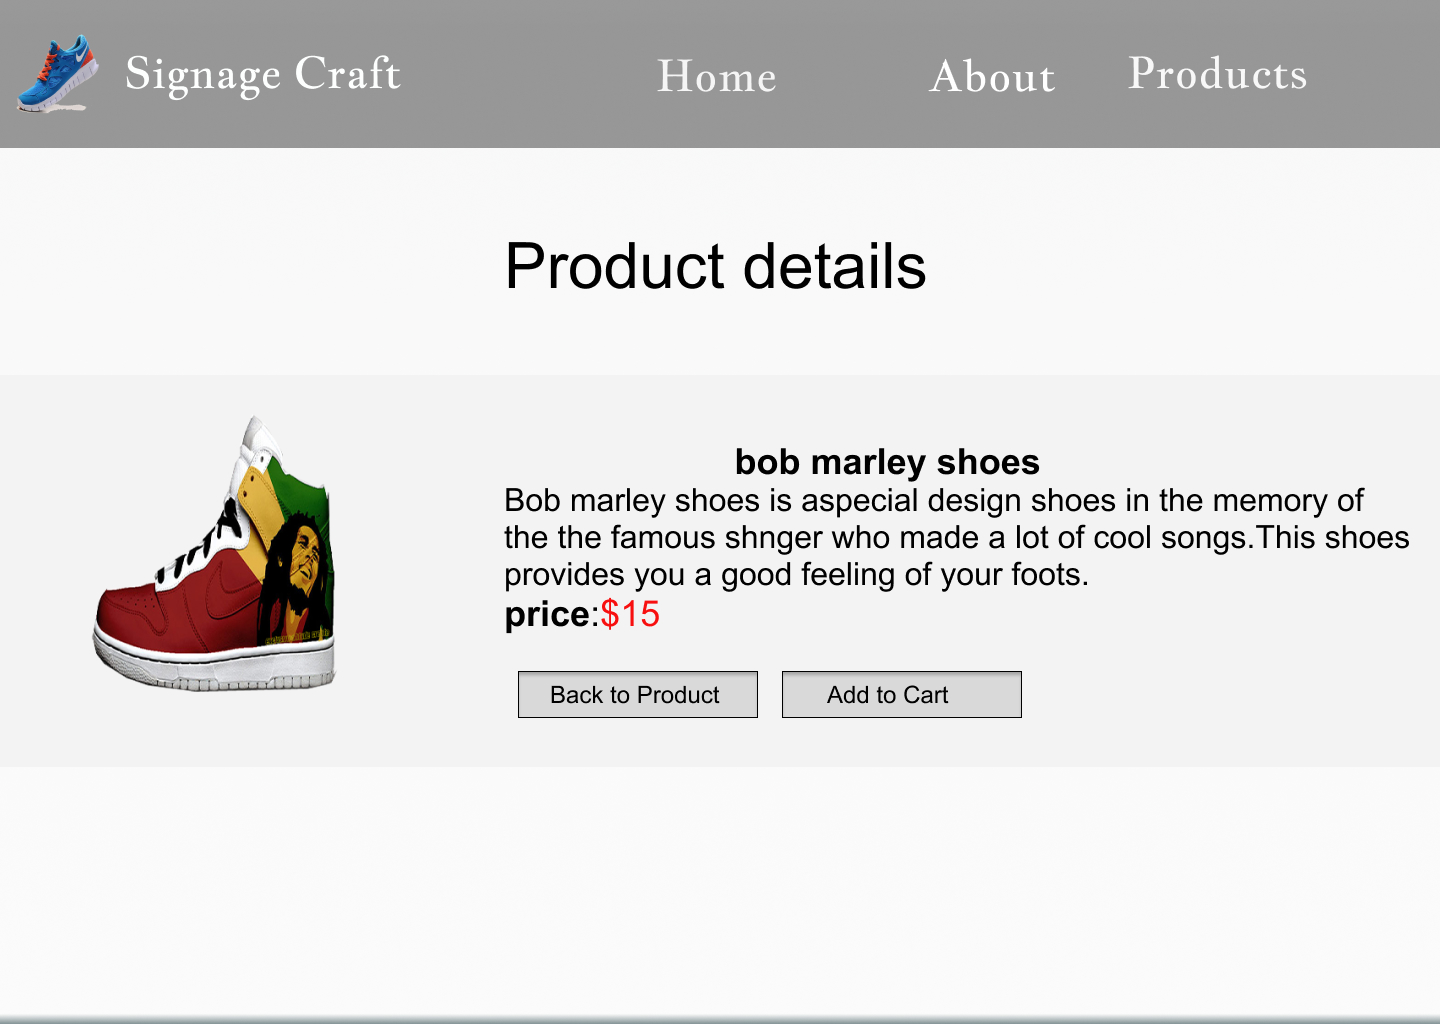 Signage Craft
Home
About
Products
Product details
bob marley shoes
Bob marley shoes is aspecial design shoes in the memory of
the the famous shnger who made a lot of cool songs.This shoes
provides you a good feeling of your foots.
price:$15
Back to Product
Add to Cart